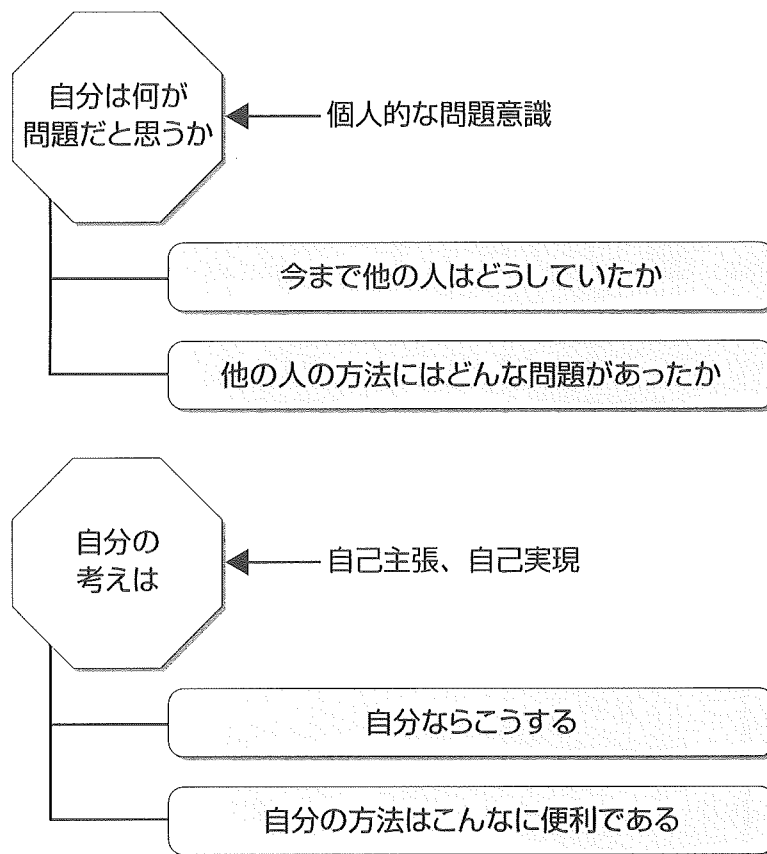 自分は何が
問題だと思うか
個人的な問題意識
今まで他の人はどうしていたか
他の人の方法にはどんな問題があったか
自分の
考えは
自己主張、自己実現
自分ならこうする
自分の方法はこんなに便利である